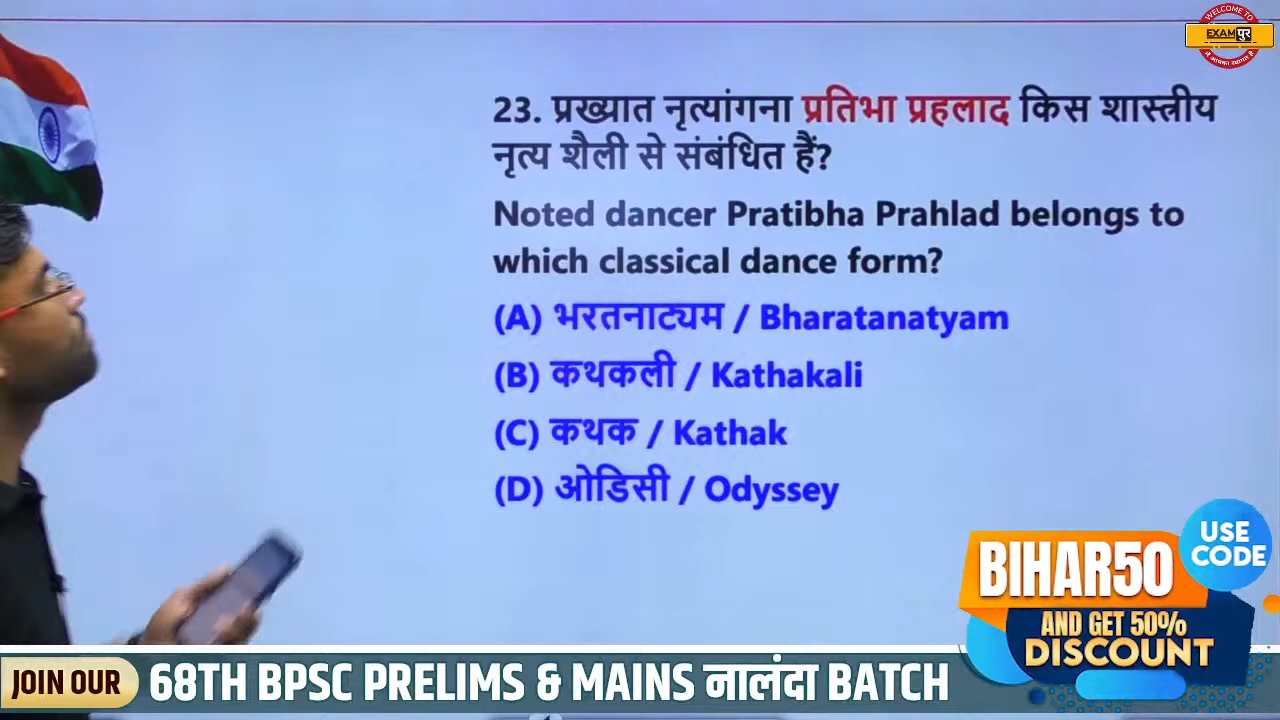 WELCOME TO
EXAMपुर
23. प्रख्यात नृत्यांगना प्रतिभा प्रहलाद किस शास्त्रीय
नृत्य शैली से संबंधित हैं?
Noted dancer Pratibha Prahlad belongs to
which classical dance form?
(A) भरतनाट्यम / Bharatanatyam
(B) कथकली / Kathakali
(C) कथक / Kathak
(D) ओडिसी / Odyssey
USE
CODE
BIHAR50
AND GET 50%
DISCOUNT
JOIN OUR
68TH BPSC PRELIMS & MAINS नालंदा BATCH